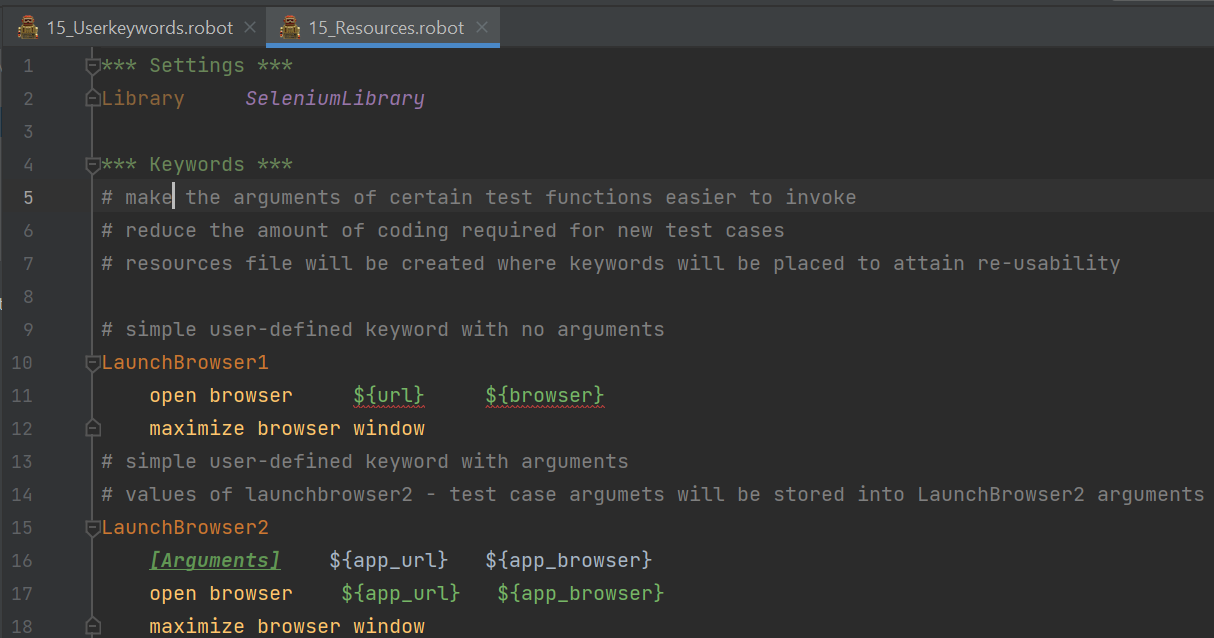 15_Userkeywords.robot 15_Resources.robot
1 *** Settings ***
2 Library SeleniumLibrary
3
4 *** Keywords ***
5 # make the arguments of certain test functions easier to invoke
6 # reduce the amount of coding required for new test cases
7 # resources file will be created where keywords will be placed to attain re-usability
8
9 # simple user-defined keyword with no arguments
10 LaunchBrowser1
11 open browser ${url} ${browser}
12 maximize browser window
13 # simple user-defined keyword with arguments
14 # values of launchbrowser2 - test case argumets will be stored into LaunchBrowser2 arguments
15 LaunchBrowser2
16 [Arguments] ${app_url} ${app_browser}
17 open browser ${app_url} ${app_browser}
18 maximize browser window